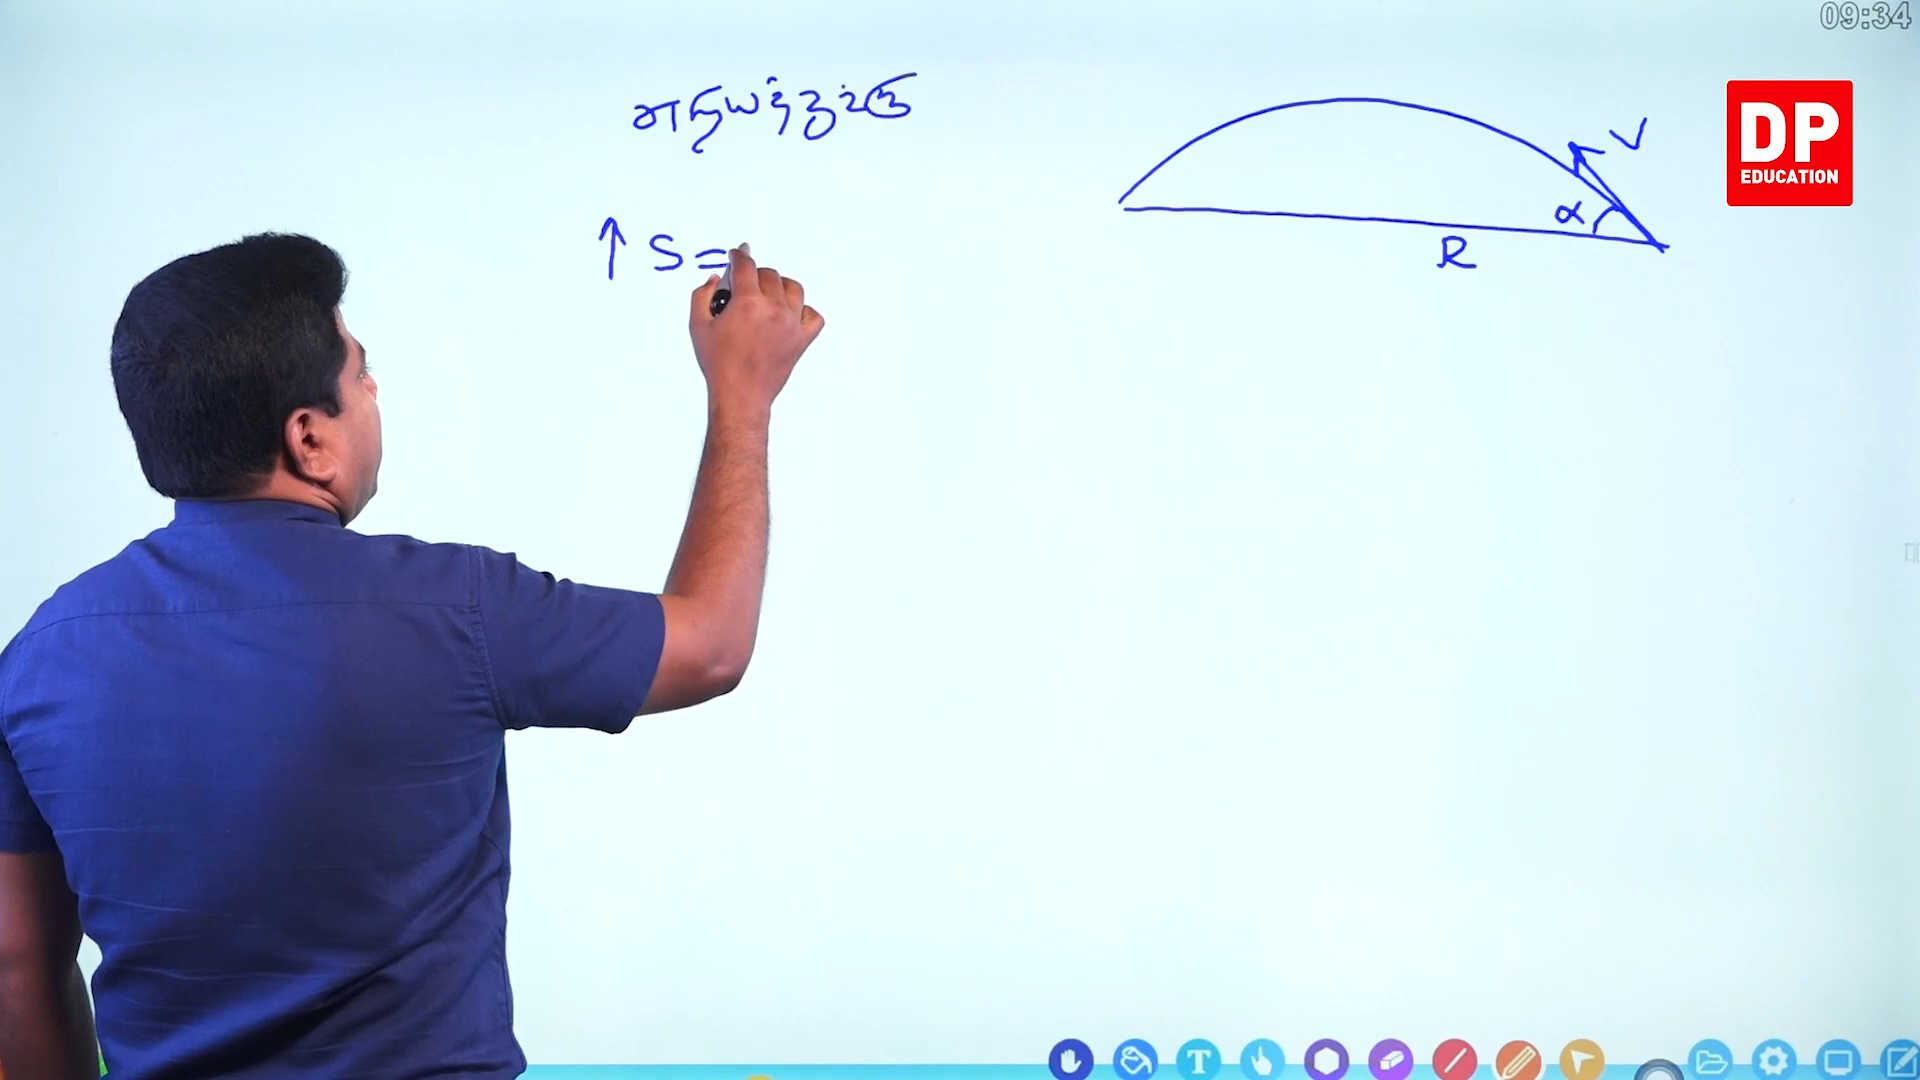 09:34
DP
EDUCATION
V
α
R
↑ S =